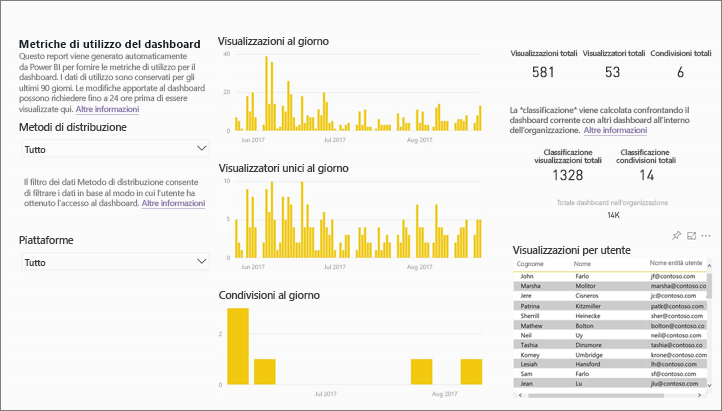 Metriche di utilizzo del dashboard
Questo report viene generato automaticamente
da Power BI per fornire le metriche di utilizzo per il
dashboard. I dati di utilizzo sono conservati per gli
ultimi 90 giorni. Le modifiche apportate al dashboard
possono richiedere fino a 24 ore prima di essere
visualizzate qui. Altre informazioni
Metodi di distribuzione
Tutto
Il filtro dei dati Metodo di distribuzione consente
di filtrare i dati in base al modo in cui l'utente ha
ottenuto l'accesso al dashboard. Altre informazioni
Piattaforme
Tutto
Visualizzazioni al giorno
40
20
0
Jun 2017
Jul 2017
Aug 2017
Visualizzatori unici al giorno
10
5
0
Jun 2017
Jul 2017
Aug 2017
Condivisioni al giorno
2
0
Jul 2017
Aug 2017
Visualizzazioni totali
Visualizzatori totali
Condivisioni totali
581
53
6
La "classificazione" viene calcolata confrontando il
dashboard corrente con altri dashboard all'interno
dell'organizzazione. Altre informazioni
Classificazione
visualizzazioni totali
Classificazione
condivisioni totali
1328
14
Totale dashboard nell'organizzazione
14K
Visualizzazioni per utente
Cognome Nome Nome entità utente
John Farlo jf@contoso.com
Marsha Molitor marsha@contoso.co
Jere Cisneros jc@contoso.com
Patrina Kitzmiller patk@contoso.com
Sherrill Heinecke sher@contoso.com
Mathew Bolton bolton@contoso.co
Neil Uy neil@contoso.com
Tashia Dinsmore tashia@contoso.co
Korney Umbridge krone@contoso.com
Lesiah Hansford lh@contoso.com
Sam Farlo sf@contoso.com
Jean Lu jlu@contoso.com